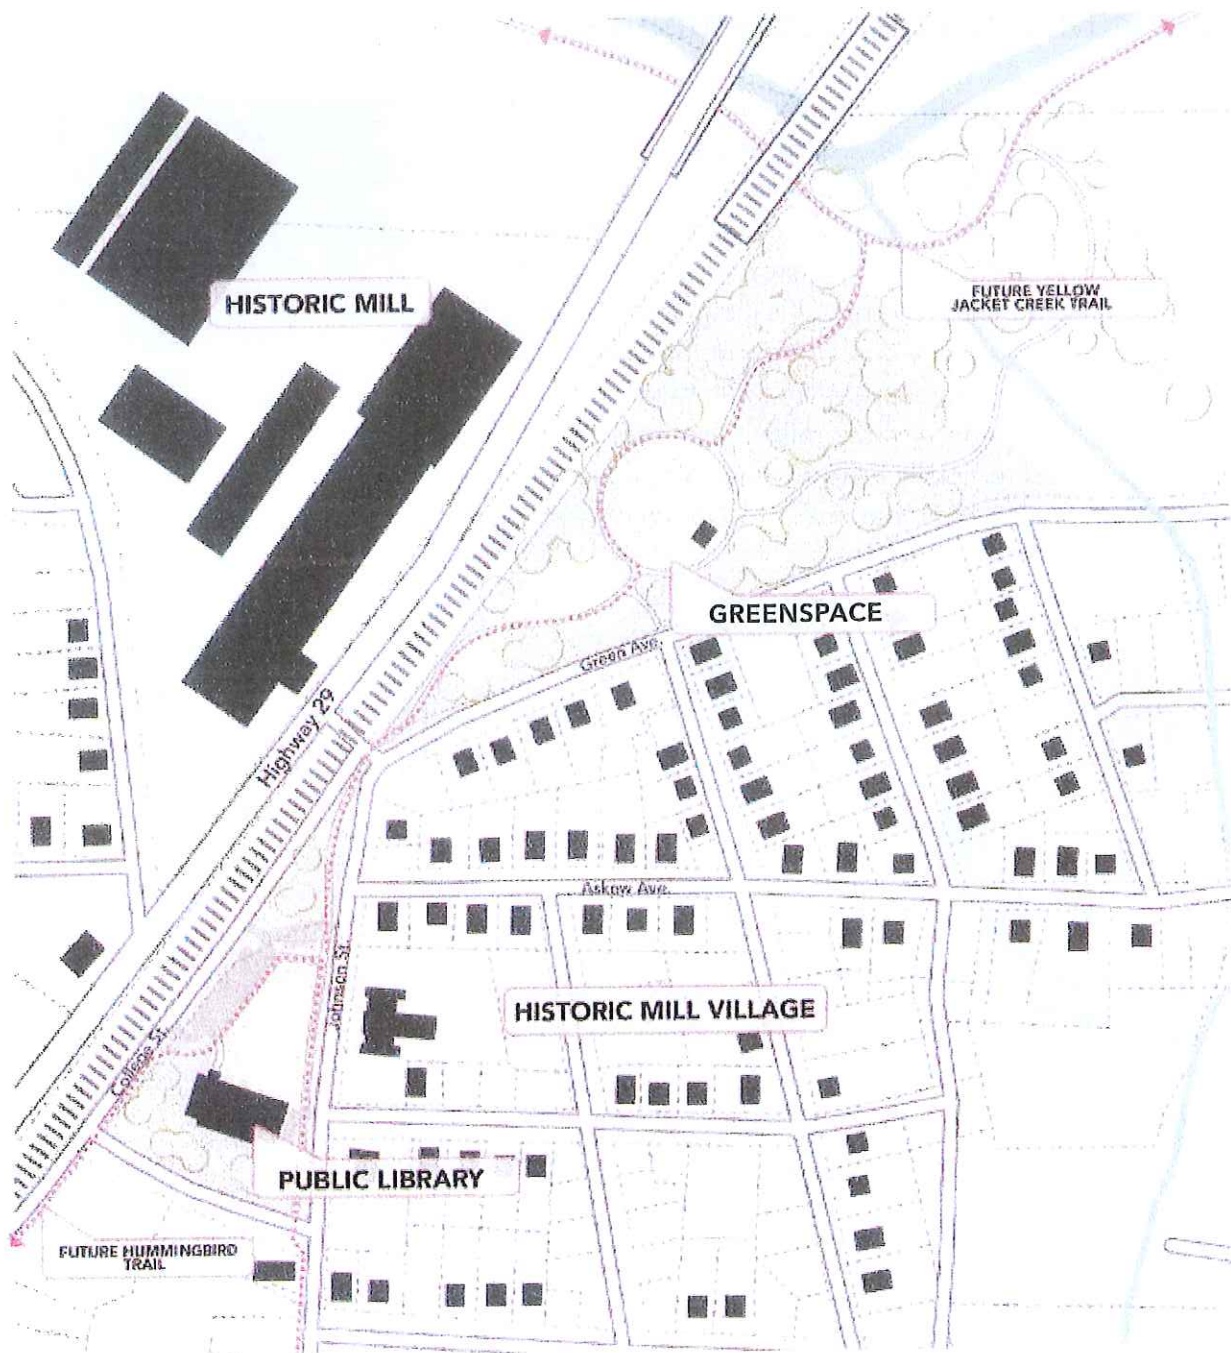 HISTORIC MILL
FUTURE YELLOW
JACKET CREEK TRAIL
GREENSPACE
Green Ave.
Highway 29
Askew Ave.
Johnson St.
HISTORIC MILL VILLAGE
College St.
PUBLIC LIBRARY
FUTURE HUMMINGBIRD
TRAIL